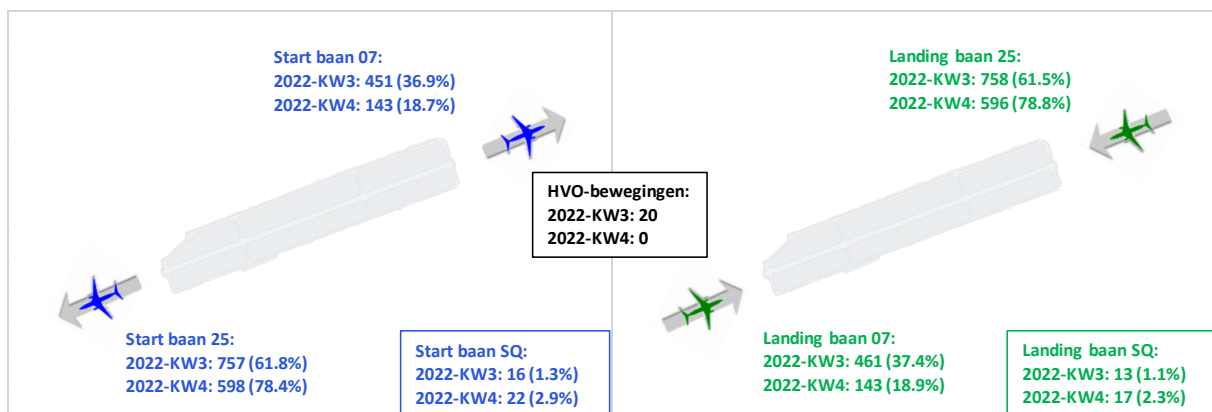 Start baan 07:
2022-KW3: 451 (36.9%)
2022-KW4: 143 (18.7%)
Landing baan 25:
2022-KW3: 758 (61.5%)
2022-KW4: 596 (78.8%)
HVO-bewegingen:
2022-KW3: 20
2022-KW4: 0
Start baan 25:
2022-KW3: 757 (61.8%)
2022-KW4: 598 (78.4%)
Start baan SQ:
2022-KW3: 16 (1.3%)
2022-KW4: 22 (2.9%)
Landing baan 07:
2022-KW3: 461 (37.4%)
2022-KW4: 143 (18.9%)
Landing baan SQ:
2022-KW3: 13 (1.1%)
2022-KW4: 17 (2.3%)